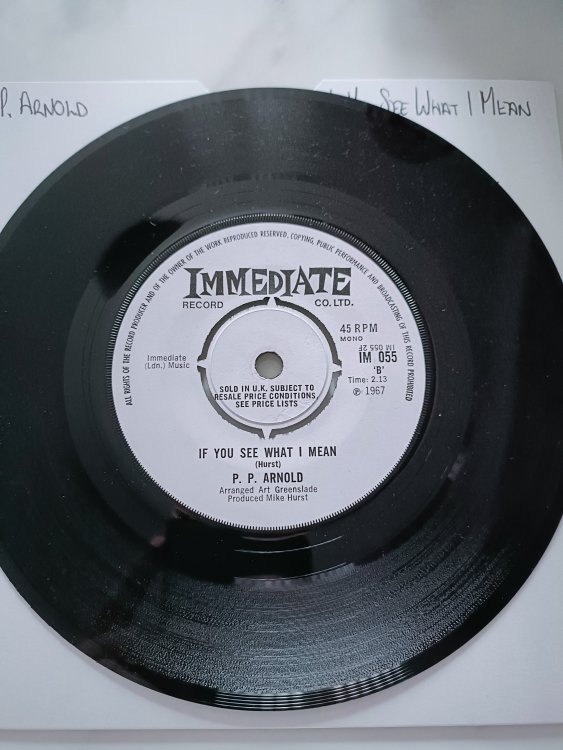 P. ARNOLD
SEE WHAT I MEAN
ALL RIGHTS OF THE RECORD PRODUCER AND OF THE OWNER OF THE WORK REPRODUCED RESERVED. COPYING, PUBLIC PERFORMANCE AND BROADCASTING OF THIS RECORD PROHIBITED
IMMEDIATE
RECORD CO. LTD.
45 RPM
MONO
IM 055 2F
IM 055
'B'
Time: 2.13
℗ 1967
Immediate
(Ldn.) Music
SOLD IN U.K. SUBJECT TO
RESALE PRICE CONDITIONS,
SEE PRICE LISTS
IF YOU SEE WHAT I MEAN
(Hurst)
P. P. ARNOLD
Arranged Art Greenslade
Produced Mike Hurst